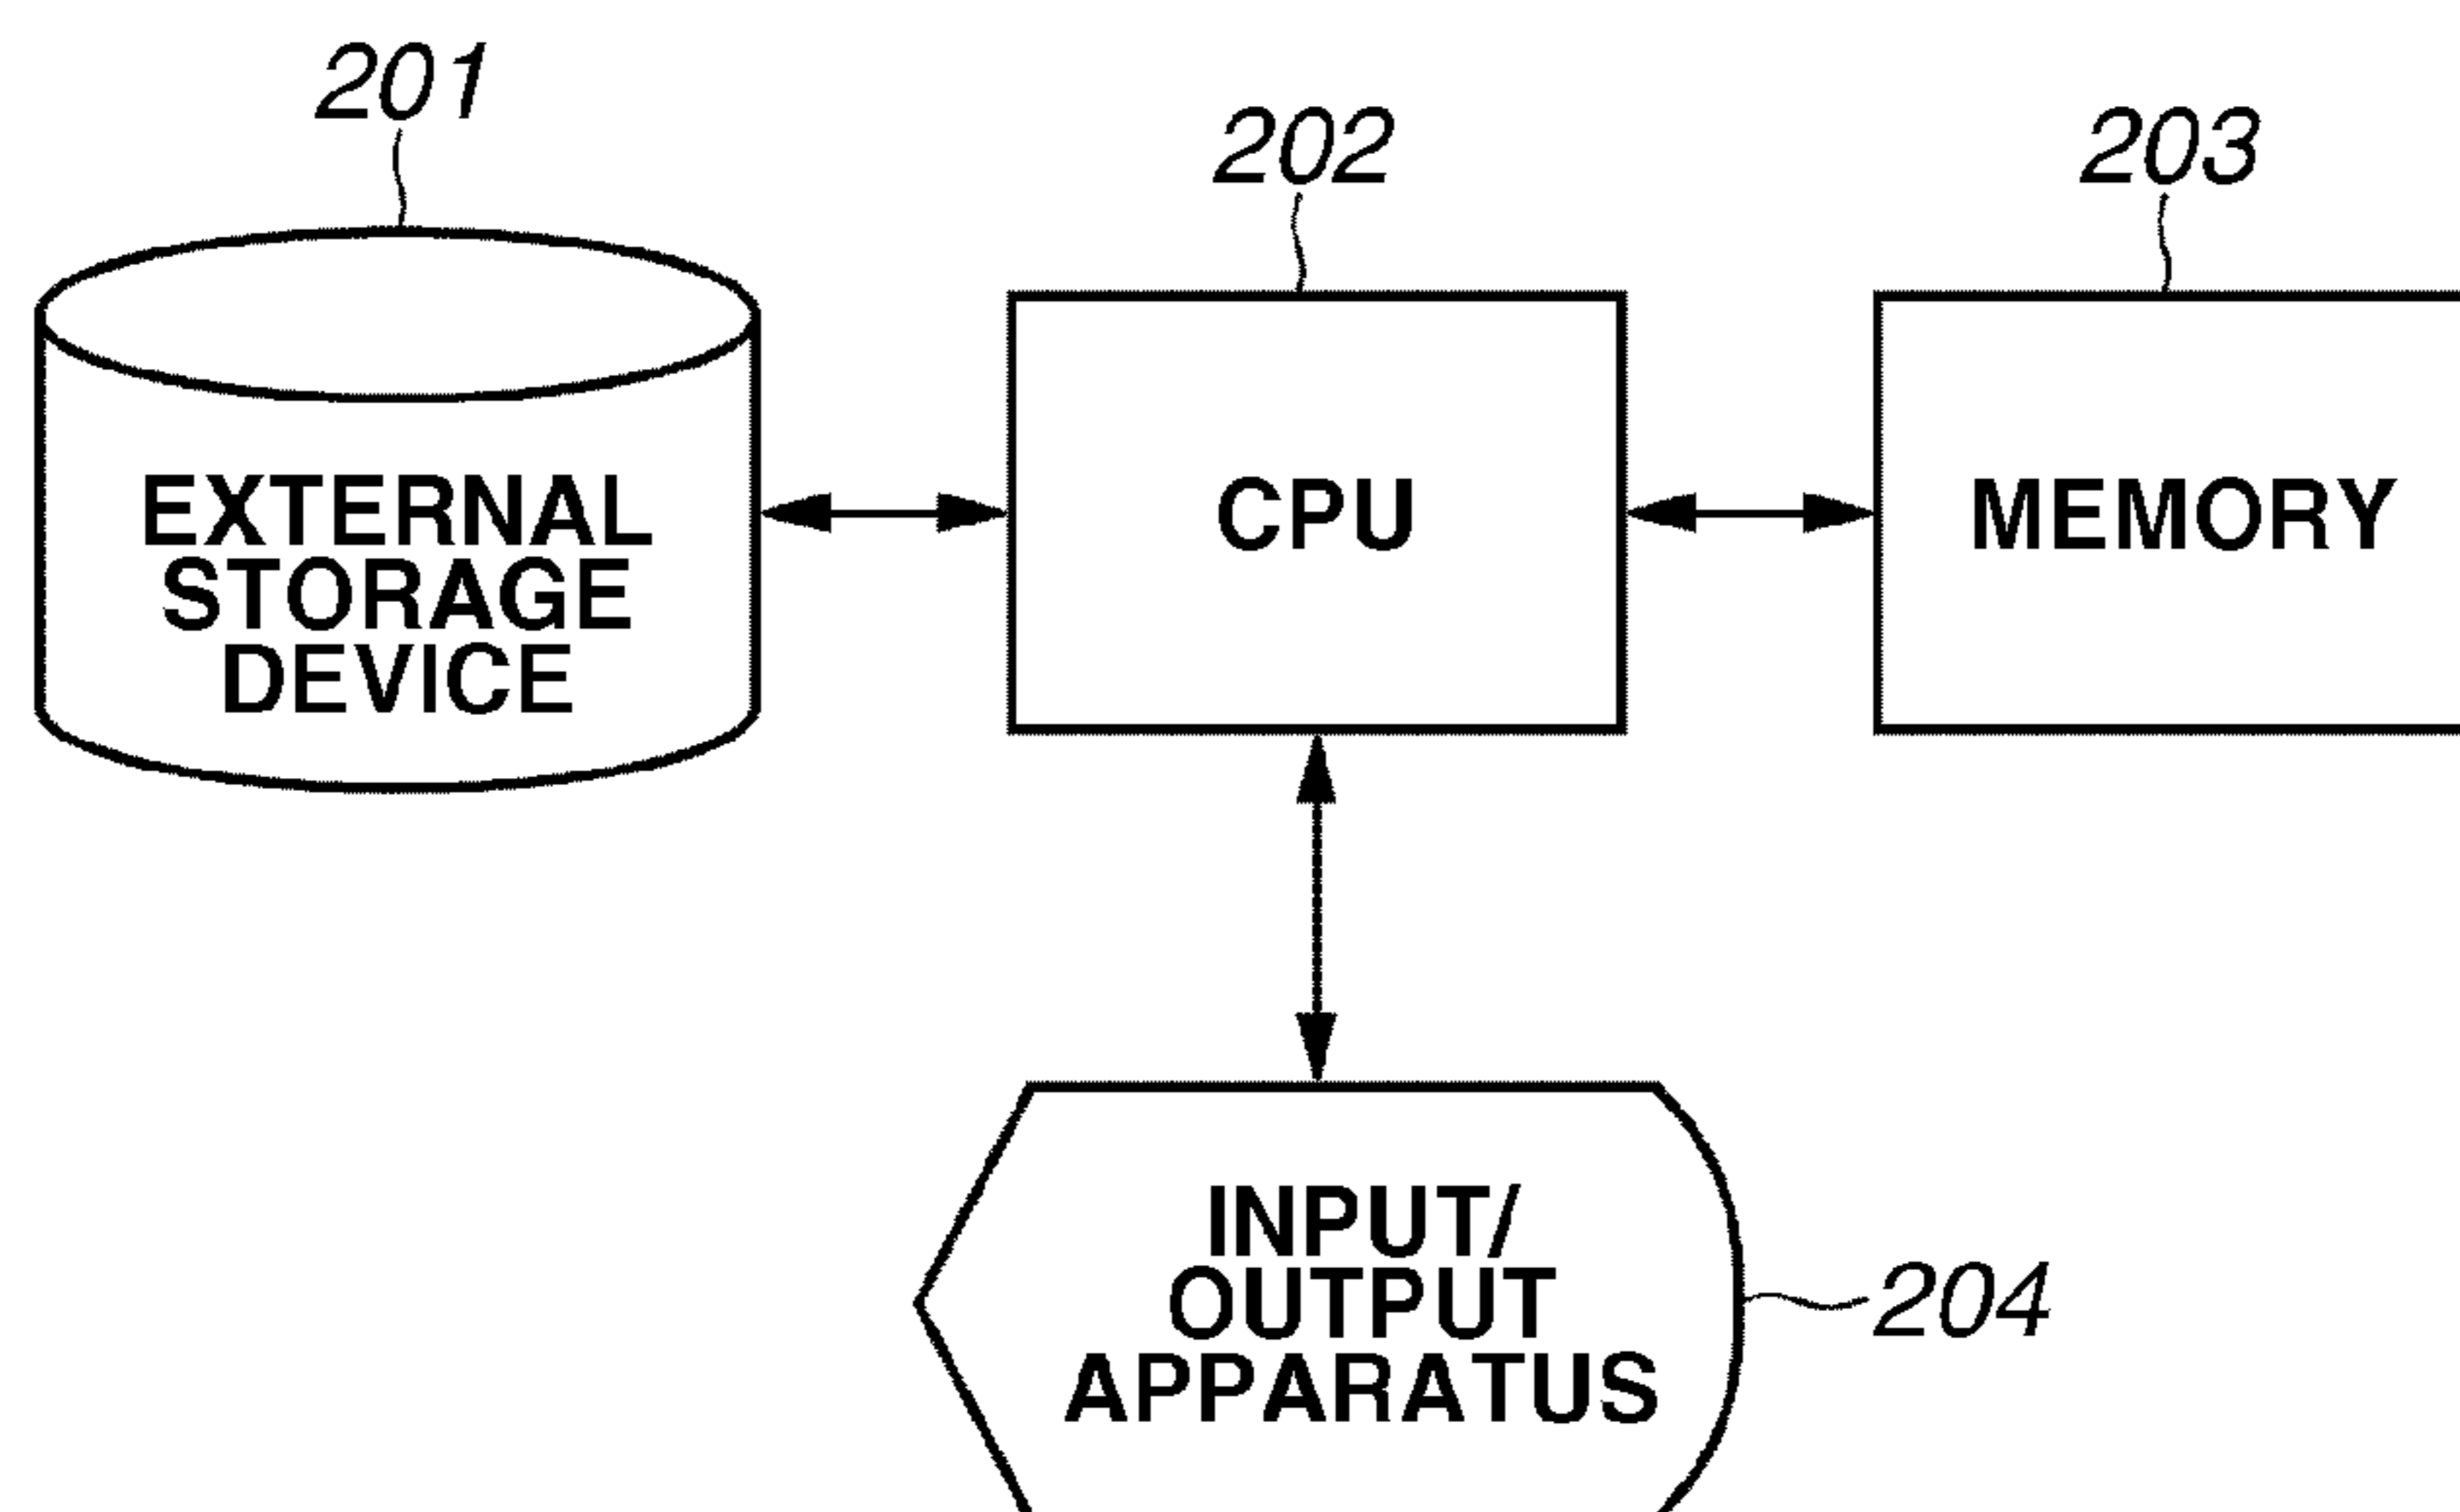 201
202
203
EXTERNAL
STORAGE
DEVICE
CPU
MEMORY
INPUT/
OUTPUT
APPARATUS
204